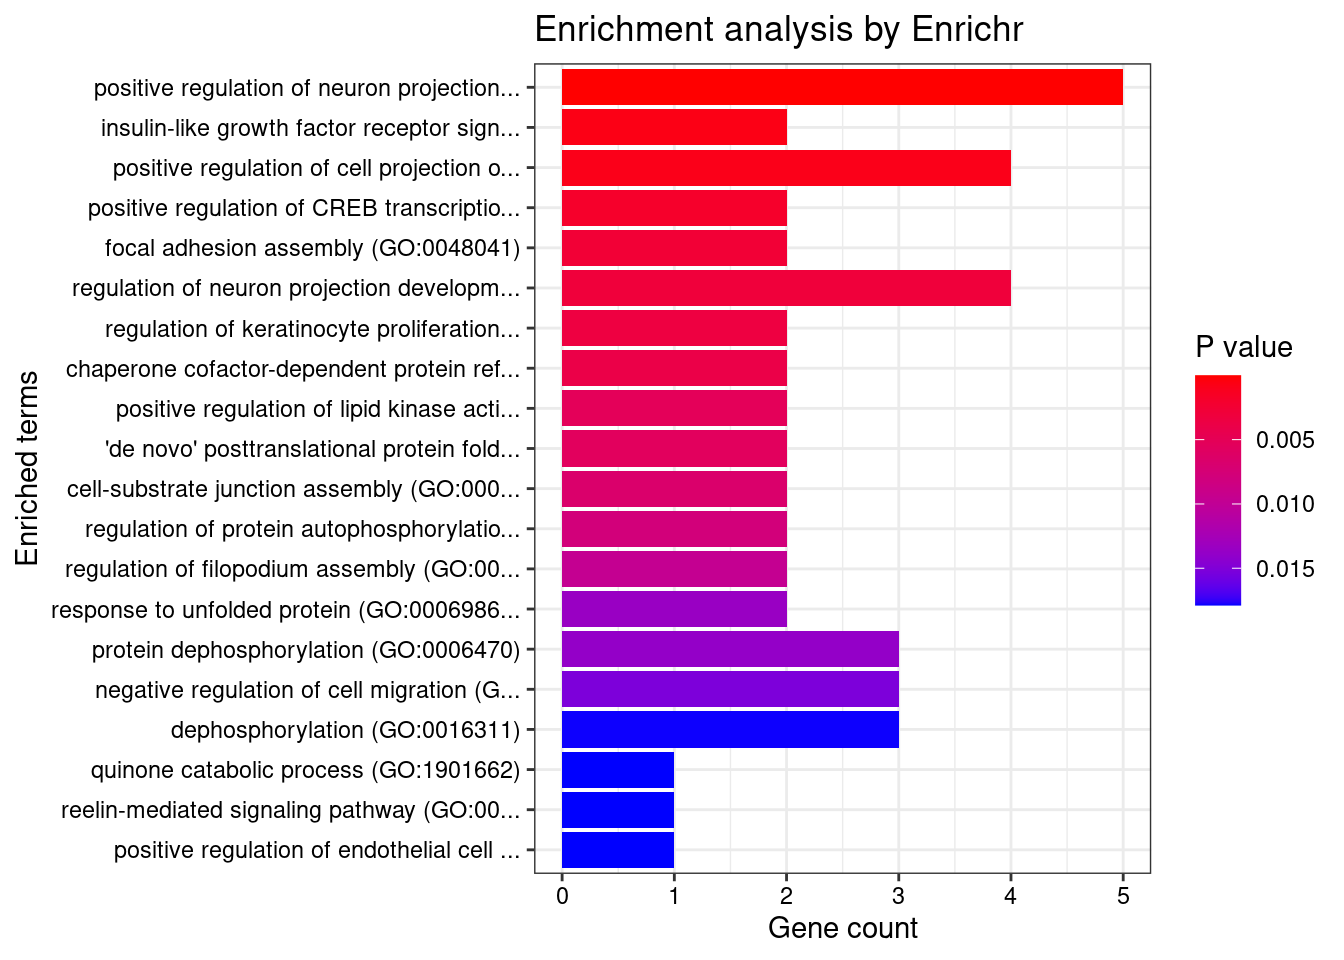 Enrichment analysis by Enrichr
positive regulation of neuron projection...
insulin-like growth factor receptor sign...
positive regulation of cell projection o...
positive regulation of CREB transcriptio...
focal adhesion assembly (GO:0048041)
regulation of neuron projection developm...
regulation of keratinocyte proliferation...
chaperone cofactor-dependent protein ref...
positive regulation of lipid kinase acti...
'de novo' posttranslational protein fold...
cell-substrate junction assembly (GO:000...
regulation of protein autophosphorylatio...
regulation of filopodium assembly (GO:00...
response to unfolded protein (GO:0006986...
protein dephosphorylation (GO:0006470)
negative regulation of cell migration (G...
dephosphorylation (GO:0016311)
quinone catabolic process (GO:1901662)
reelin-mediated signaling pathway (GO:00...
positive regulation of endothelial cell ...
Enriched terms
0 1 2 3 4 5
Gene count
P value
0.005
0.010
0.015